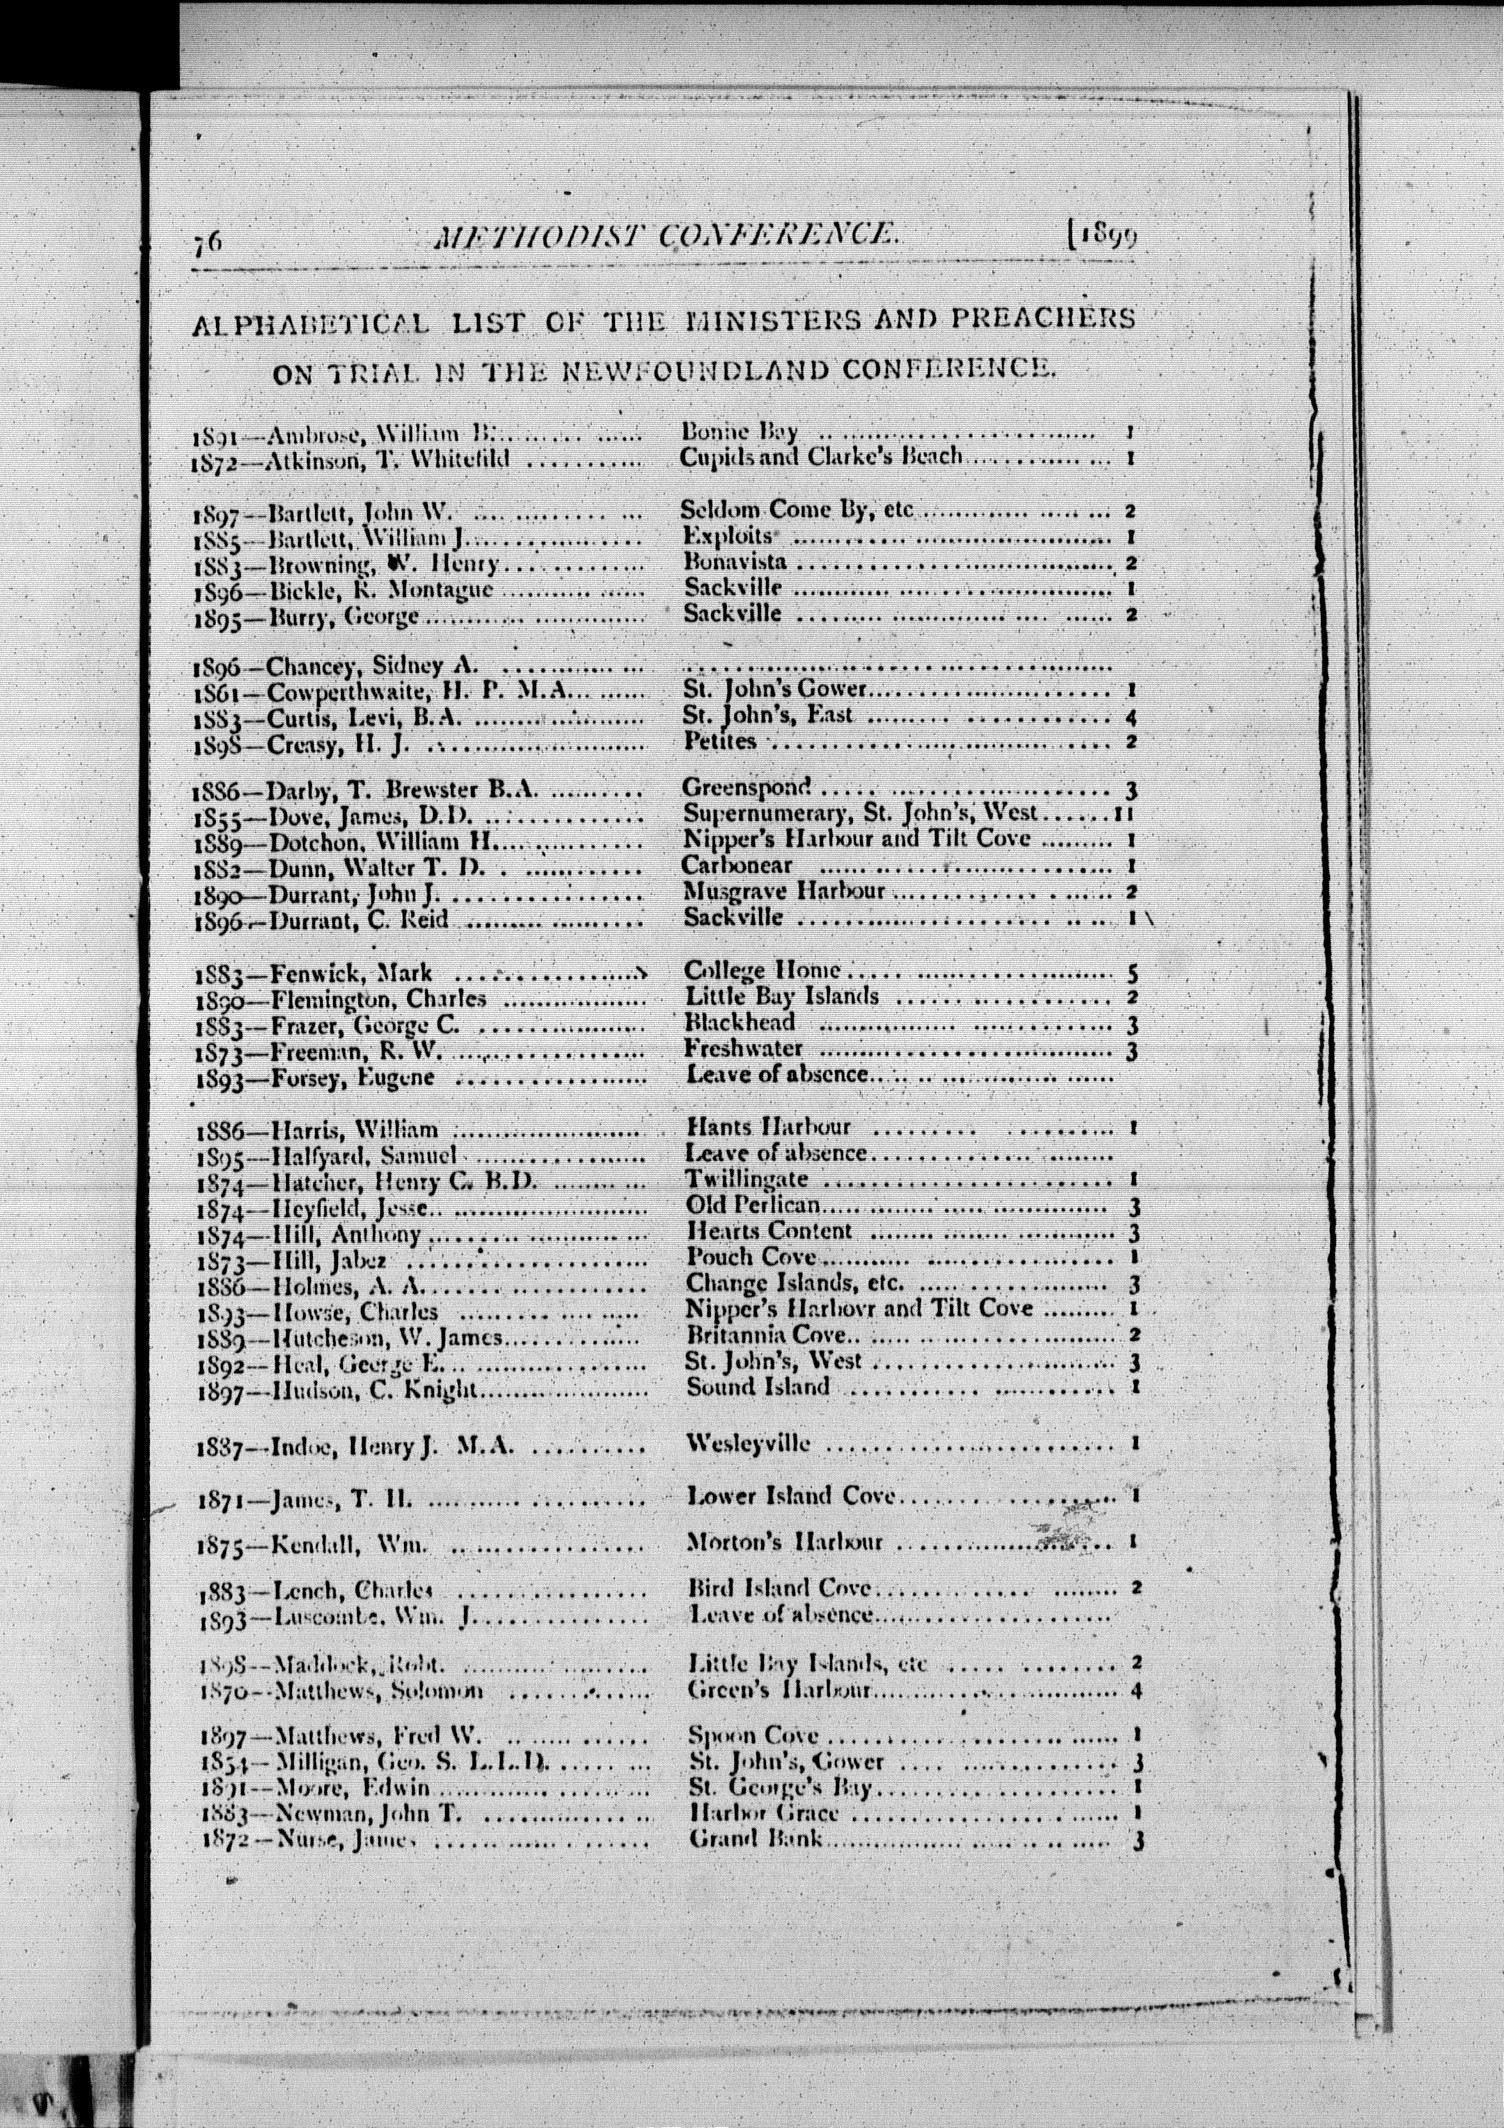 76 METHODIST CONFERENCE. [1899
ALPHABETICAL LIST OF THE MINISTERS AND PREACHERS
ON TRIAL IN THE NEWFOUNDLAND CONFERENCE.
1891—Ambrose, William B. Bonne Bay 1
1872—Atkinson, T. Whitefild Cupids and Clarke's Beach 1
1897—Bartlett, John W. Seldom Come By, etc 2
1885—Bartlett, William J. Exploits 1
1883—Browning, W. Henry Bonavista 2
1896—Bickle, R. Montague Sackville 1
1895—Burry, George Sackville 2
1896—Chancey, Sidney A.
1861—Cowperthwaite, H. P. M.A. St. John's Gower 1
1883—Curtis, Levi, B.A. St. John's, East 4
1898—Creasy, H. J. Petites 2
1886—Darby, T. Brewster B.A. Greenspond 3
1855—Dove, James, D.D. Supernumerary, St. John's, West 11
1889—Dotchon, William H. Nipper's Harbour and Tilt Cove 1
1882—Dunn, Walter T. D. Carbonear 1
1890—Durrant, John J. Musgrave Harbour 2
1896—Durrant, C. Reid Sackville 1
1883—Fenwick, Mark College Home 5
1890—Flemington, Charles Little Bay Islands 2
1883—Frazer, George C. Blackhead 3
1873—Freeman, R. W. Freshwater 3
1893—Forsey, Eugene Leave of absence
1886—Harris, William Hants Harbour 1
1895—Halfyard, Samuel Leave of absence
1874—Hatcher, Henry C. B.D. Twillingate 1
1874—Heyfield, Jesse Old Perlican 3
1874—Hill, Anthony Hearts Content 3
1873—Hill, Jabez Pouch Cove 1
1886—Holmes, A. A. Change Islands, etc. 3
1893—Howse, Charles Nipper's Harbovr and Tilt Cove 1
1889—Hutcheson, W. James Britannia Cove 2
1892—Heal, George E. St. John's, West 3
1897—Hudson, C. Knight Sound Island 1
1887—Indoe, Henry J. M.A. Wesleyville 1
1871—James, T. H. Lower Island Cove 1
1875—Kendall, Wm. Morton's Harbour 1
1883—Lench, Charles Bird Island Cove 2
1893—Luscombe, Wm. J. Leave of absence
1898—Maddock, Robt. Little Bay Islands, etc 2
1870—Matthews, Solomon Green's Harbour 4
1897—Matthews, Fred W. Spoon Cove 1
1854—Milligan, Geo. S. L.L.D. St. John's, Gower 3
1891—Moore, Edwin St. George's Bay 1
1883—Newman, John T. Harbor Grace 1
1872—Nurse, James Grand Bank 3